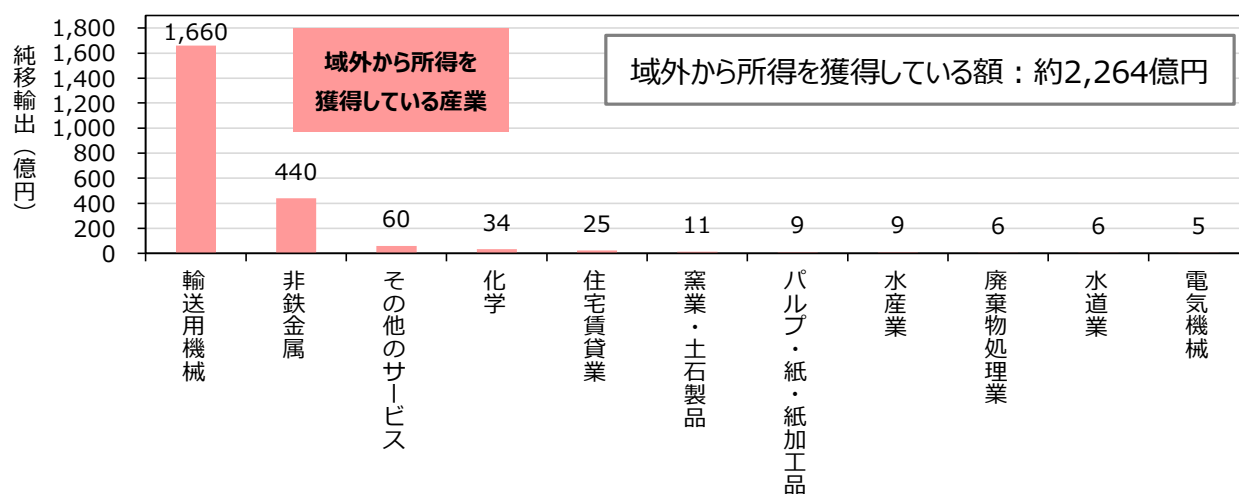 純移輸出（億円）
1,800
1,600
1,400
1,200
1,000
800
600
400
200
0
1,660
440
60
34
25
11
9
9
6
6
5
域外から所得を
獲得している産業
域外から所得を獲得している額：約2,264億円
輸送用機械
非鉄金属
その他のサービス
化学
住宅賃貸業
窯業・土石製品
パルプ・紙・紙加工品
水産業
廃棄物処理業
水道業
電気機械